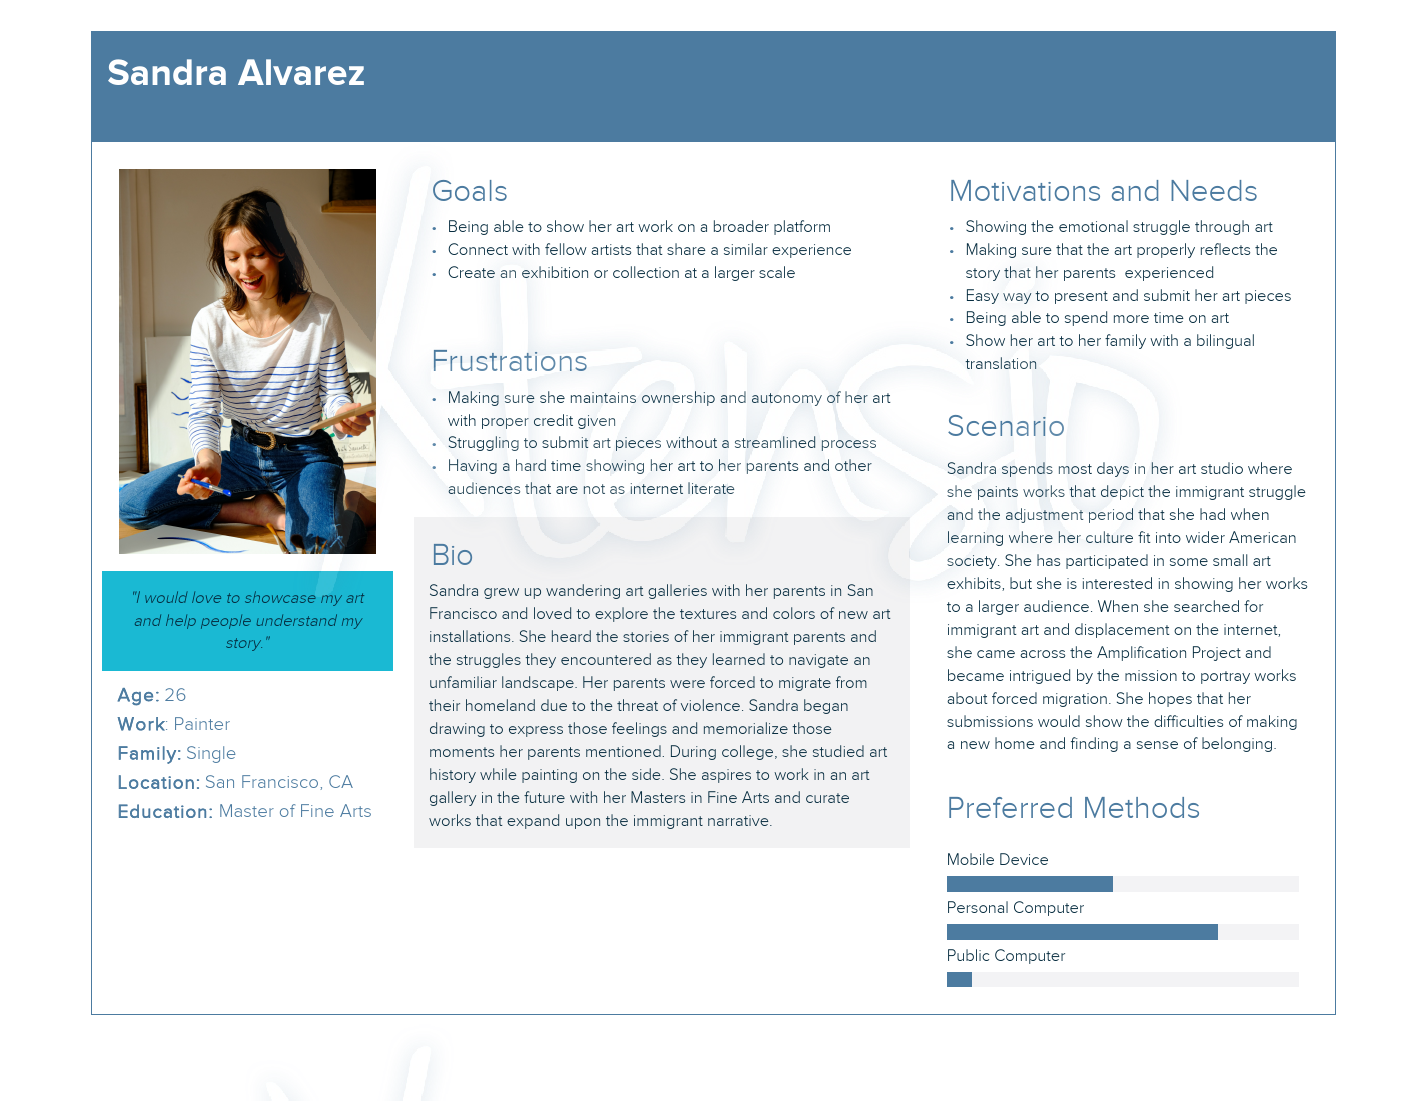 Sandra Alvarez
"I would love to showcase my art
and help people understand my
story."
Age: 26
Work: Painter
Family: Single
Location: San Francisco, CA
Education: Master of Fine Arts
Goals
• Being able to show her art work on a broader platform
• Connect with fellow artists that share a similar experience
• Create an exhibition or collection at a larger scale
Frustrations
• Making sure she maintains ownership and autonomy of her art
with proper credit given
• Struggling to submit art pieces without a streamlined process
• Having a hard time showing her art to her parents and other
audiences that are not as internet literate
Bio
Sandra grew up wandering art galleries with her parents in San
Francisco and loved to explore the textures and colors of new art
installations. She heard the stories of her immigrant parents and
the struggles they encountered as they learned to navigate an
unfamiliar landscape. Her parents were forced to migrate from
their homeland due to the threat of violence. Sandra began
drawing to express those feelings and memorialize those
moments her parents mentioned. During college, she studied art
history while painting on the side. She aspires to work in an art
gallery in the future with her Masters in Fine Arts and curate
works that expand upon the immigrant narrative.
Motivations and Needs
• Showing the emotional struggle through art
• Making sure that the art properly reflects the
story that her parents  experienced
• Easy way to present and submit her art pieces
• Being able to spend more time on art
• Show her art to her family with a bilingual
translation
Scenario
Sandra spends most days in her art studio where
she paints works that depict the immigrant struggle
and the adjustment period that she had when
learning where her culture fit into wider American
society. She has participated in some small art
exhibits, but she is interested in showing her works
to a larger audience. When she searched for
immigrant art and displacement on the internet,
she came across the Amplification Project and
became intrigued by the mission to portray works
about forced migration. She hopes that her
submissions would show the difficulties of making
a new home and finding a sense of belonging.
Preferred Methods
Mobile Device
Personal Computer
Public Computer
XtensiO